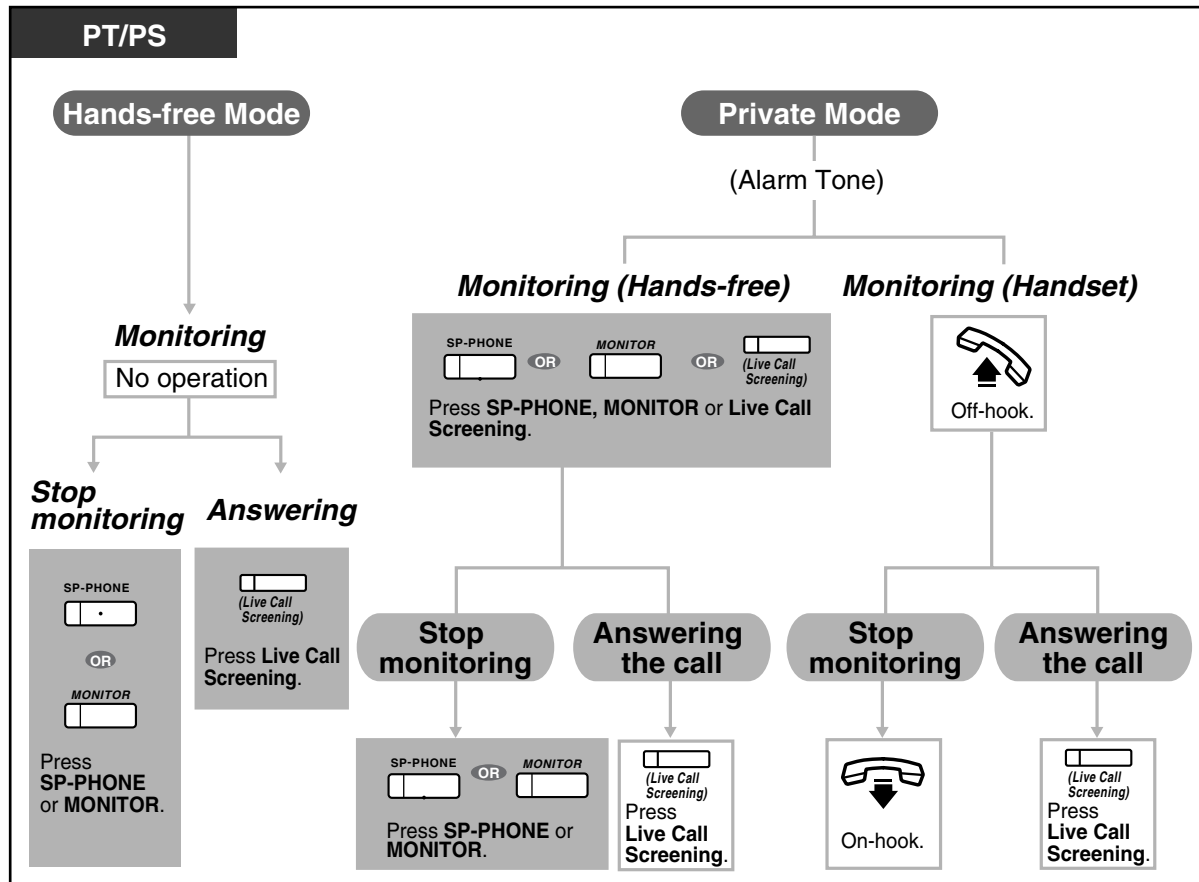 PT/PS
Hands-free Mode
Monitoring
No operation
Stop
monitoring
SP-PHONE
OR
MONITOR
Press
SP-PHONE
or MONITOR.
Answering
(Live Call
Screening)
Press Live Call
Screening.
Private Mode
(Alarm Tone)
Monitoring (Hands-free)
SP-PHONE OR MONITOR OR (Live Call
Screening)
Press SP-PHONE, MONITOR or Live Call
Screening.
Stop
monitoring
SP-PHONE OR MONITOR
Press SP-PHONE or
MONITOR.
Answering
the call
(Live Call
Screening)
Press
Live Call
Screening.
Monitoring (Handset)
Off-hook.
Stop
monitoring
On-hook.
Answering
the call
(Live Call
Screening)
Press
Live Call
Screening.